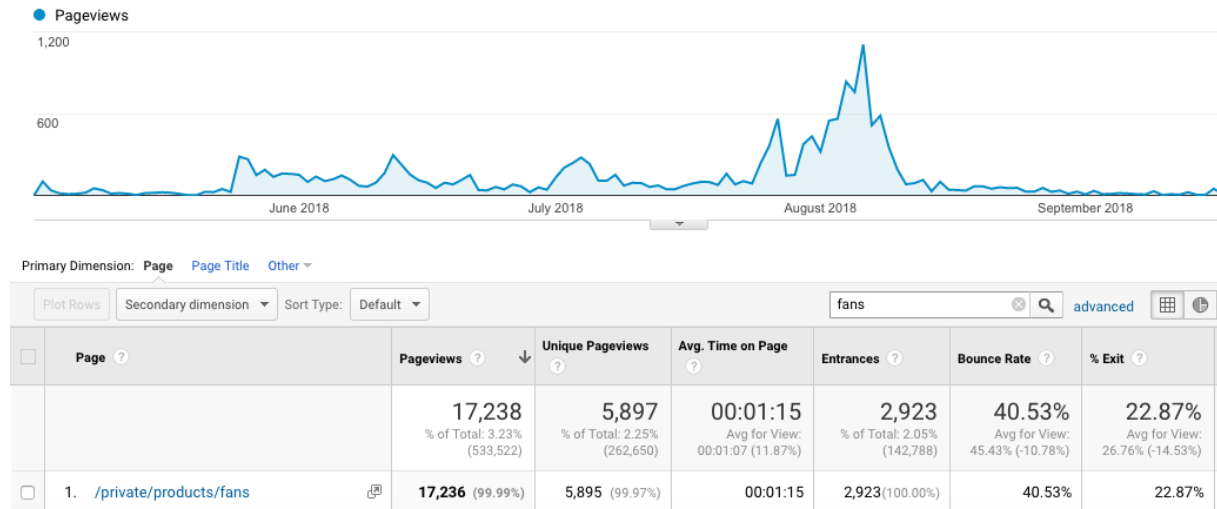 Pageviews
1,200
600
June 2018 July 2018 August 2018 September 2018
Primary Dimension: Page Page Title Other
Plot Rows Secondary dimension Sort Type: Default fans advanced
Page ? Pageviews ? Unique Pageviews ? Avg. Time on Page ? Entrances ? Bounce Rate ? % Exit ?
17,238 5,897 00:01:15 2,923 40.53% 22.87%
% of Total: 3.23% % of Total: 2.25% Avg for View: % of Total: 2.05% Avg for View: Avg for View:
(533,522) (262,650) 00:01:07 (11.87%) (142,788) 45.43% (-10.78%) 26.76% (-14.53%)
1. /private/products/fans 17,236 (99.99%) 5,895 (99.97%) 00:01:15 2,923(100.00%) 40.53% 22.87%